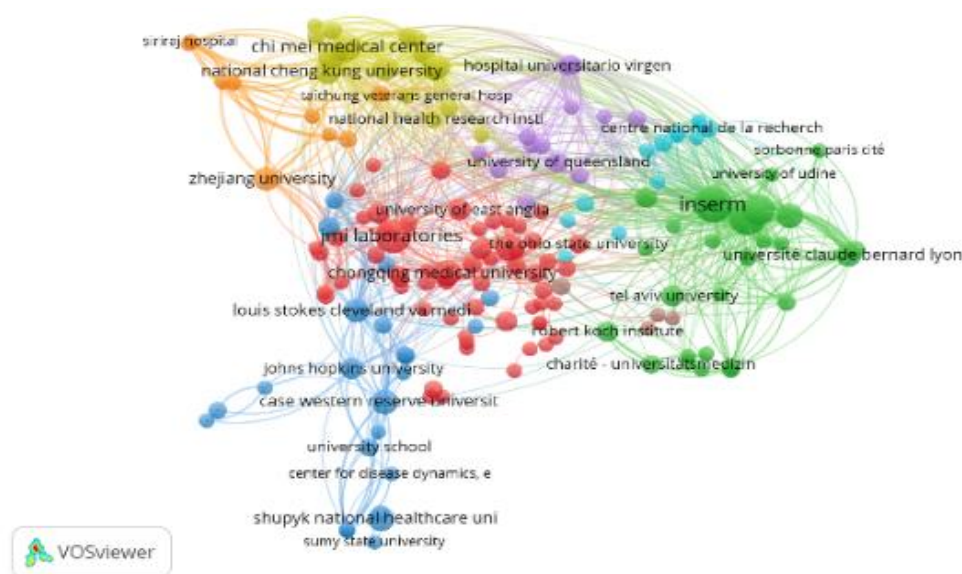 siriraj hospital
chi mei medical center
national cheng kung university
hospital universitario virgen
taichung veterans general hosp
national health research insti
centre national de la recherch
sorbonne paris cité
university of queensland
university of udine
zhejiang university
inserm
university of east anglia
jmi laboratories
the ohio state university
université claude bernard lyon
chongqing medical university
tel aviv university
louis stokes cleveland va medi
robert koch institute
johns hopkins university
charité - universitätsmedizin
case western reserve universit
university school
center for disease dynamics, e
shupyk national healthcare uni
sumy state university
VOSviewer